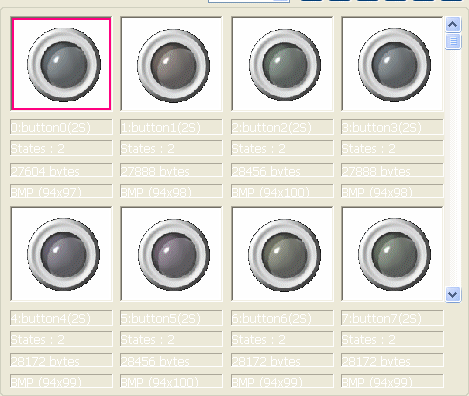 0:button0(2S)
1:button1(2S)
2:button2(2S)
3:button3(2S)
States : 2
States : 2
States : 2
States : 2
27604 bytes
27888 bytes
28456 bytes
27888 bytes
BMP (94x97)
BMP (94x98)
BMP (94x100)
BMP (94x98)
4:button4(2S)
5:button5(2S)
6:button6(2S)
7:button7(2S)
States : 2
States : 2
States : 2
States : 2
28172 bytes
28456 bytes
28172 bytes
28172 bytes
BMP (94x99)
BMP (94x100)
BMP (94x99)
BMP (94x99)